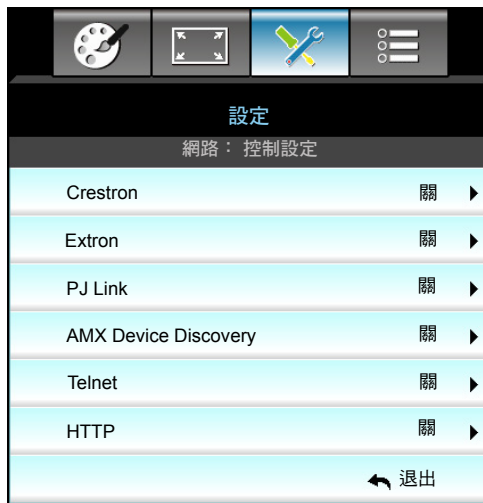 設定
網路： 控制設定
Crestron 關
Extron 關
PJ Link 關
AMX Device Discovery 關
Telnet 關
HTTP 關
退出